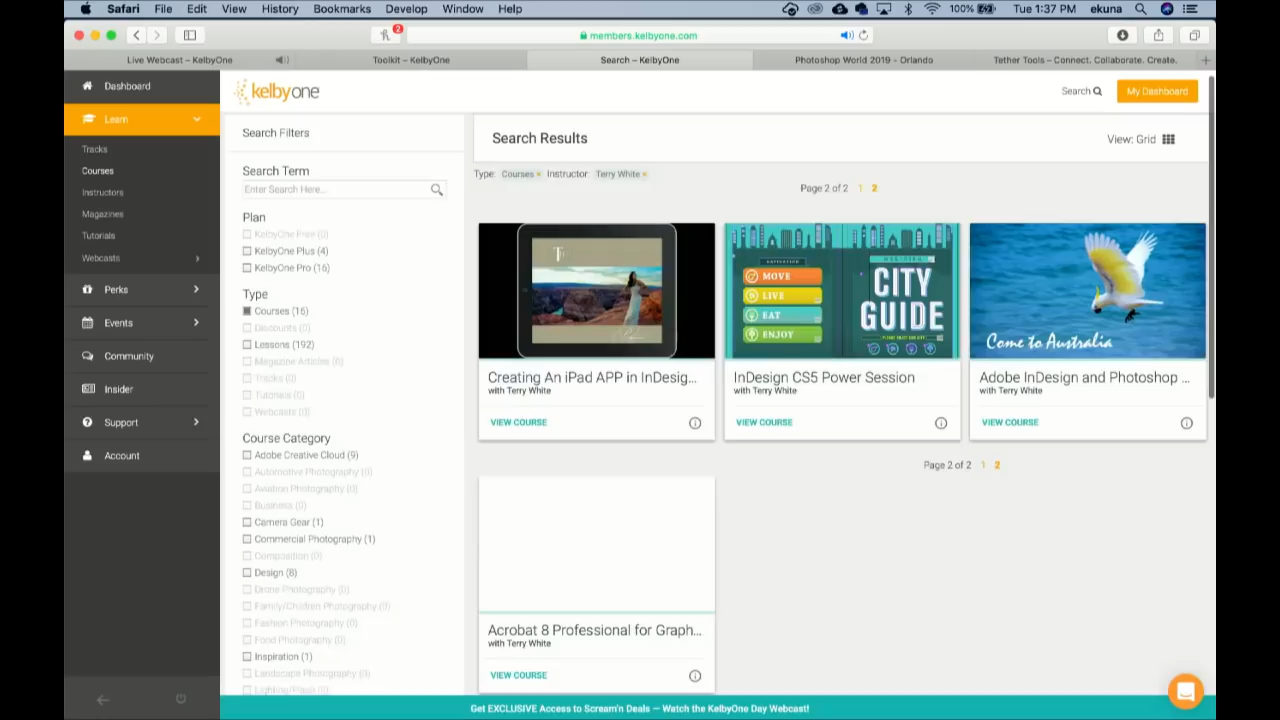 Safari File Edit View History Bookmarks Develop Window Help 100% Tue 1:37 PM ekuna
2
members.kelbyone.com
Live Webcast – KelbyOne
Toolkit – KelbyOne
Search – KelbyOne
Photoshop World 2019 - Orlando
Tether Tools – Connect. Collaborate. Create.
Dashboard
Learn
Tracks
Courses
Instructors
Magazines
Tutorials
Webcasts
Perks
Events
Community
Insider
Support
Account
kelbyone
Search
My Dashboard
Search Filters
Search Term
Enter Search Here...
Plan
KelbyOne Free (0)
KelbyOne Plus (4)
KelbyOne Pro (16)
Type
Courses (16)
Discounts (0)
Lessons (192)
Magazine Articles (0)
Tracks (0)
Tutorials (0)
Webcasts (0)
Course Category
Adobe Creative Cloud (9)
Automotive Photography (0)
Aviation Photography (0)
Business (0)
Camera Gear (1)
Commercial Photography (1)
Composition (0)
Design (8)
Drone Photography (0)
Family/Children Photography (0)
Fashion Photography (0)
Food Photography (0)
Inspiration (1)
Landscape Photography (0)
Lighting/Flash (0)
Search Results
View: Grid
Type: Courses × Instructor: Terry White ×
Page 2 of 2 1 2
Creating An iPad APP in InDesig...
with Terry White
VIEW COURSE
NAVIGATION
MOVE
LIVE
EAT
ENJOY
CITY
GUIDE
InDesign CS5 Power Session
with Terry White
VIEW COURSE
Come to Australia
Adobe InDesign and Photoshop ...
with Terry White
VIEW COURSE
Page 2 of 2 1 2
Acrobat 8 Professional for Graph...
with Terry White
VIEW COURSE
Get EXCLUSIVE Access to Scream'n Deals — Watch the KelbyOne Day Webcast!